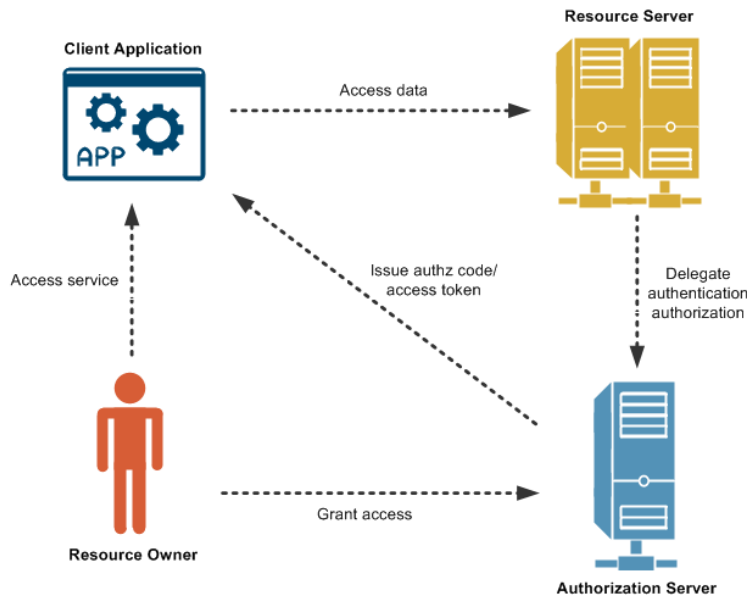 Resource Server
Client Application
Access data
APP
Issue authz code/
access token
Access service
Delegate
authentication
authorization
Grant access
Resource Owner
Authorization Server